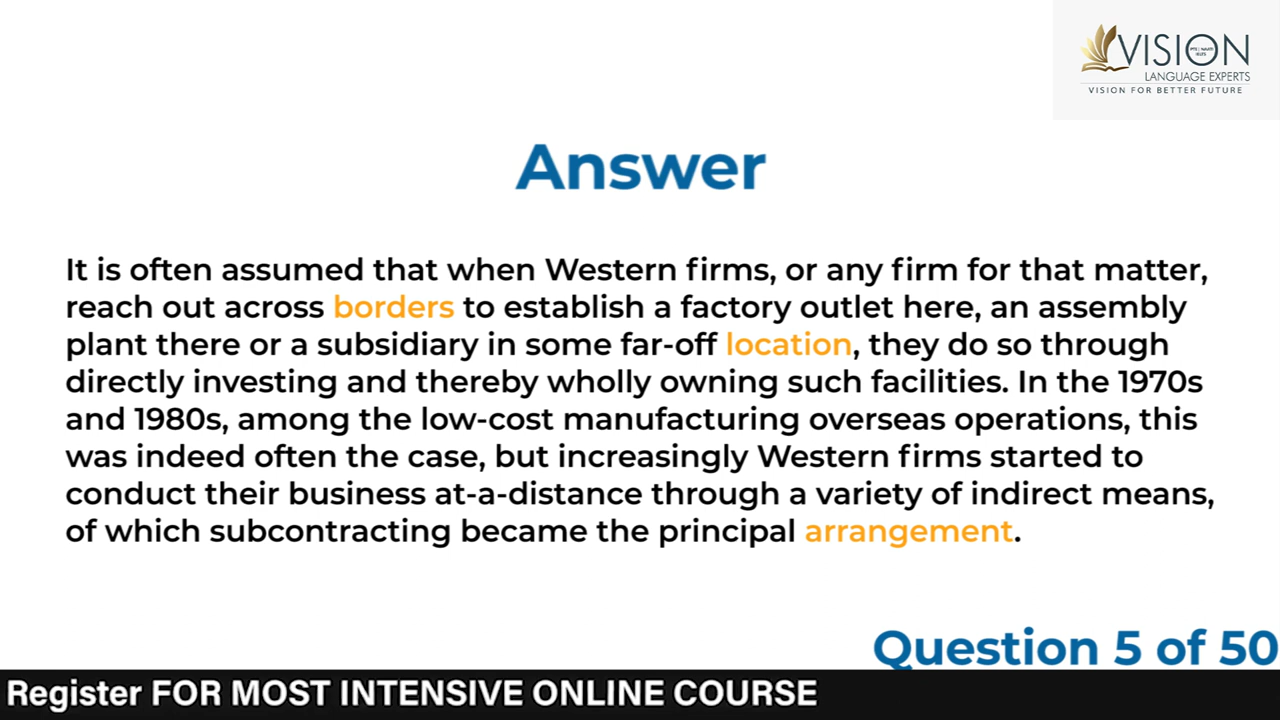 VISION
LANGUAGE EXPERTS
VISION FOR BETTER FUTURE
Answer
It is often assumed that when Western firms, or any firm for that matter,
reach out across borders to establish a factory outlet here, an assembly
plant there or a subsidiary in some far-off location, they do so through
directly investing and thereby wholly owning such facilities. In the 1970s
and 1980s, among the low-cost manufacturing overseas operations, this
was indeed often the case, but increasingly Western firms started to
conduct their business at-a-distance through a variety of indirect means,
of which subcontracting became the principal arrangement.
Question 5 of 50
Register FOR MOST INTENSIVE ONLINE COURSE